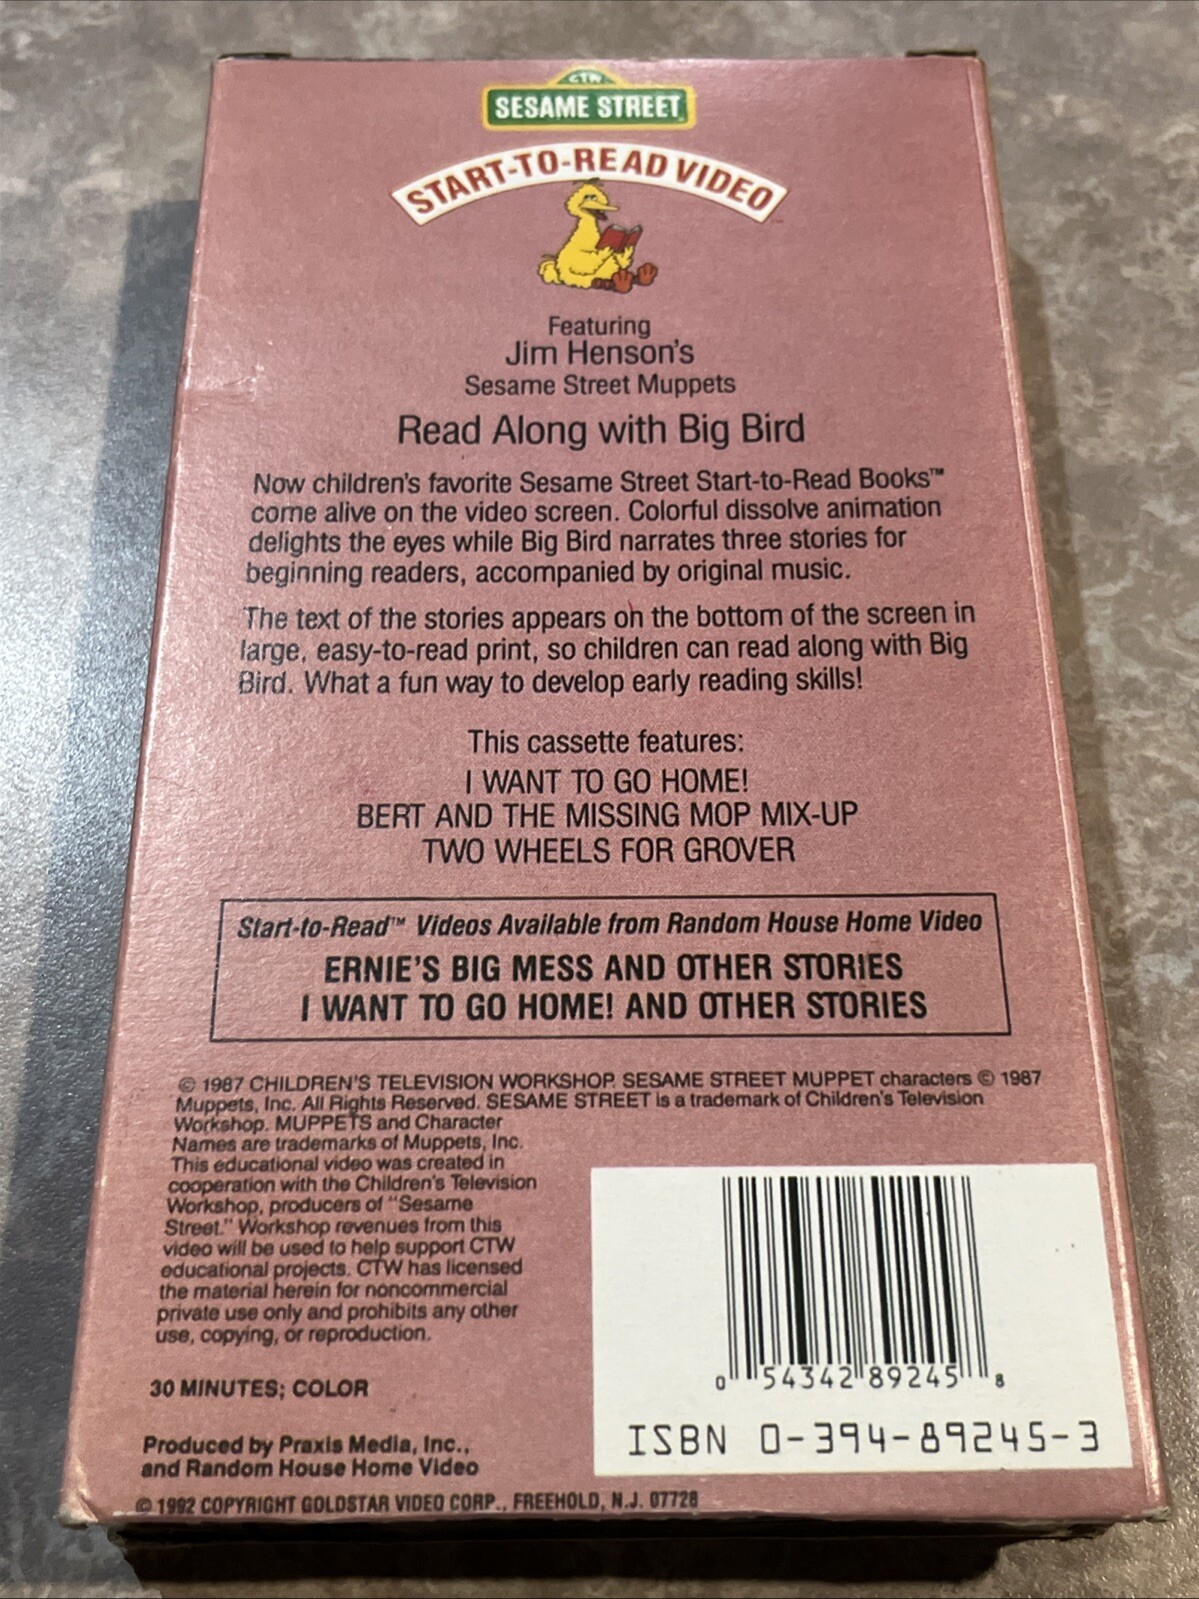 CTW
SESAME STREET
START-TO-READ VIDEO™
Featuring
Jim Henson's
Sesame Street Muppets
Read Along with Big Bird
Now children's favorite Sesame Street Start-to-Read Books™
come alive on the video screen. Colorful dissolve animation
delights the eyes while Big Bird narrates three stories for
beginning readers, accompanied by original music.
The text of the stories appears on the bottom of the screen in
large, easy-to-read print, so children can read along with Big
Bird. What a fun way to develop early reading skills!
This cassette features:
I WANT TO GO HOME!
BERT AND THE MISSING MOP MIX-UP
TWO WHEELS FOR GROVER
Start-to-Read™ Videos Available from Random House Home Video
ERNIE'S BIG MESS AND OTHER STORIES
I WANT TO GO HOME! AND OTHER STORIES
© 1987 CHILDREN'S TELEVISION WORKSHOP. SESAME STREET MUPPET characters © 1987
Muppets, Inc. All Rights Reserved. SESAME STREET is a trademark of Children's Television
Workshop. MUPPETS and Character
Names are trademarks of Muppets, Inc.
This educational video was created in
cooperation with the Children's Television
Workshop, producers of "Sesame
Street." Workshop revenues from this
video will be used to help support CTW
educational projects. CTW has licensed
the material herein for noncommercial
private use only and prohibits any other
use, copying, or reproduction.
30 MINUTES; COLOR
Produced by Praxis Media, Inc.,
and Random House Home Video
© 1992 COPYRIGHT GOLDSTAR VIDEO CORP., FREEHOLD, N.J. 07728
0 54342 89245 8
ISBN 0-394-89245-3